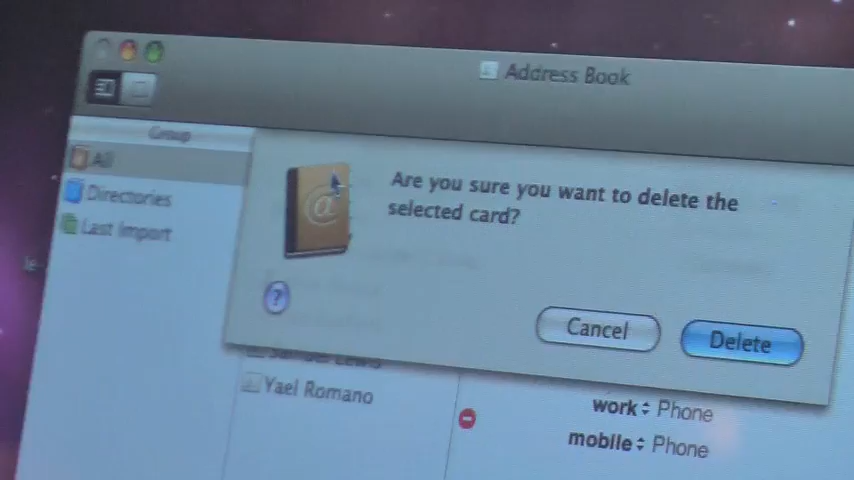 Address Book
Group
All
Directories
Last Import
Are you sure you want to delete the
selected card?
@
?
Cancel
Delete
Lewis
Yael Romano
work Phone
mobile Phone